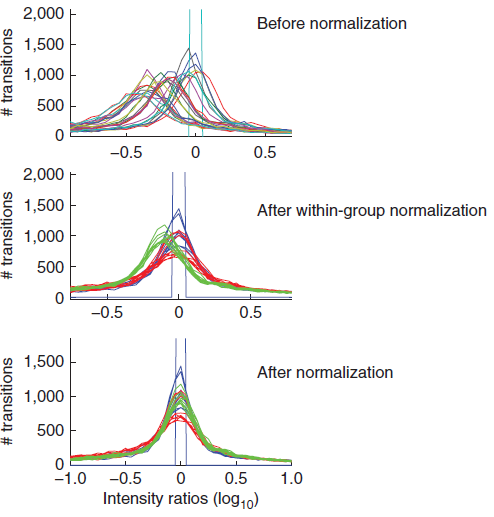 # transitions
2,000
1,500
1,000
500
0
−0.5 0 0.5
Before normalization
# transitions
2,000
1,500
1,000
500
0
−0.5 0 0.5
After within-group normalization
# transitions
1,500
1,000
500
0
−1.0 −0.5 0 0.5 1.0
After normalization
Intensity ratios (log10)